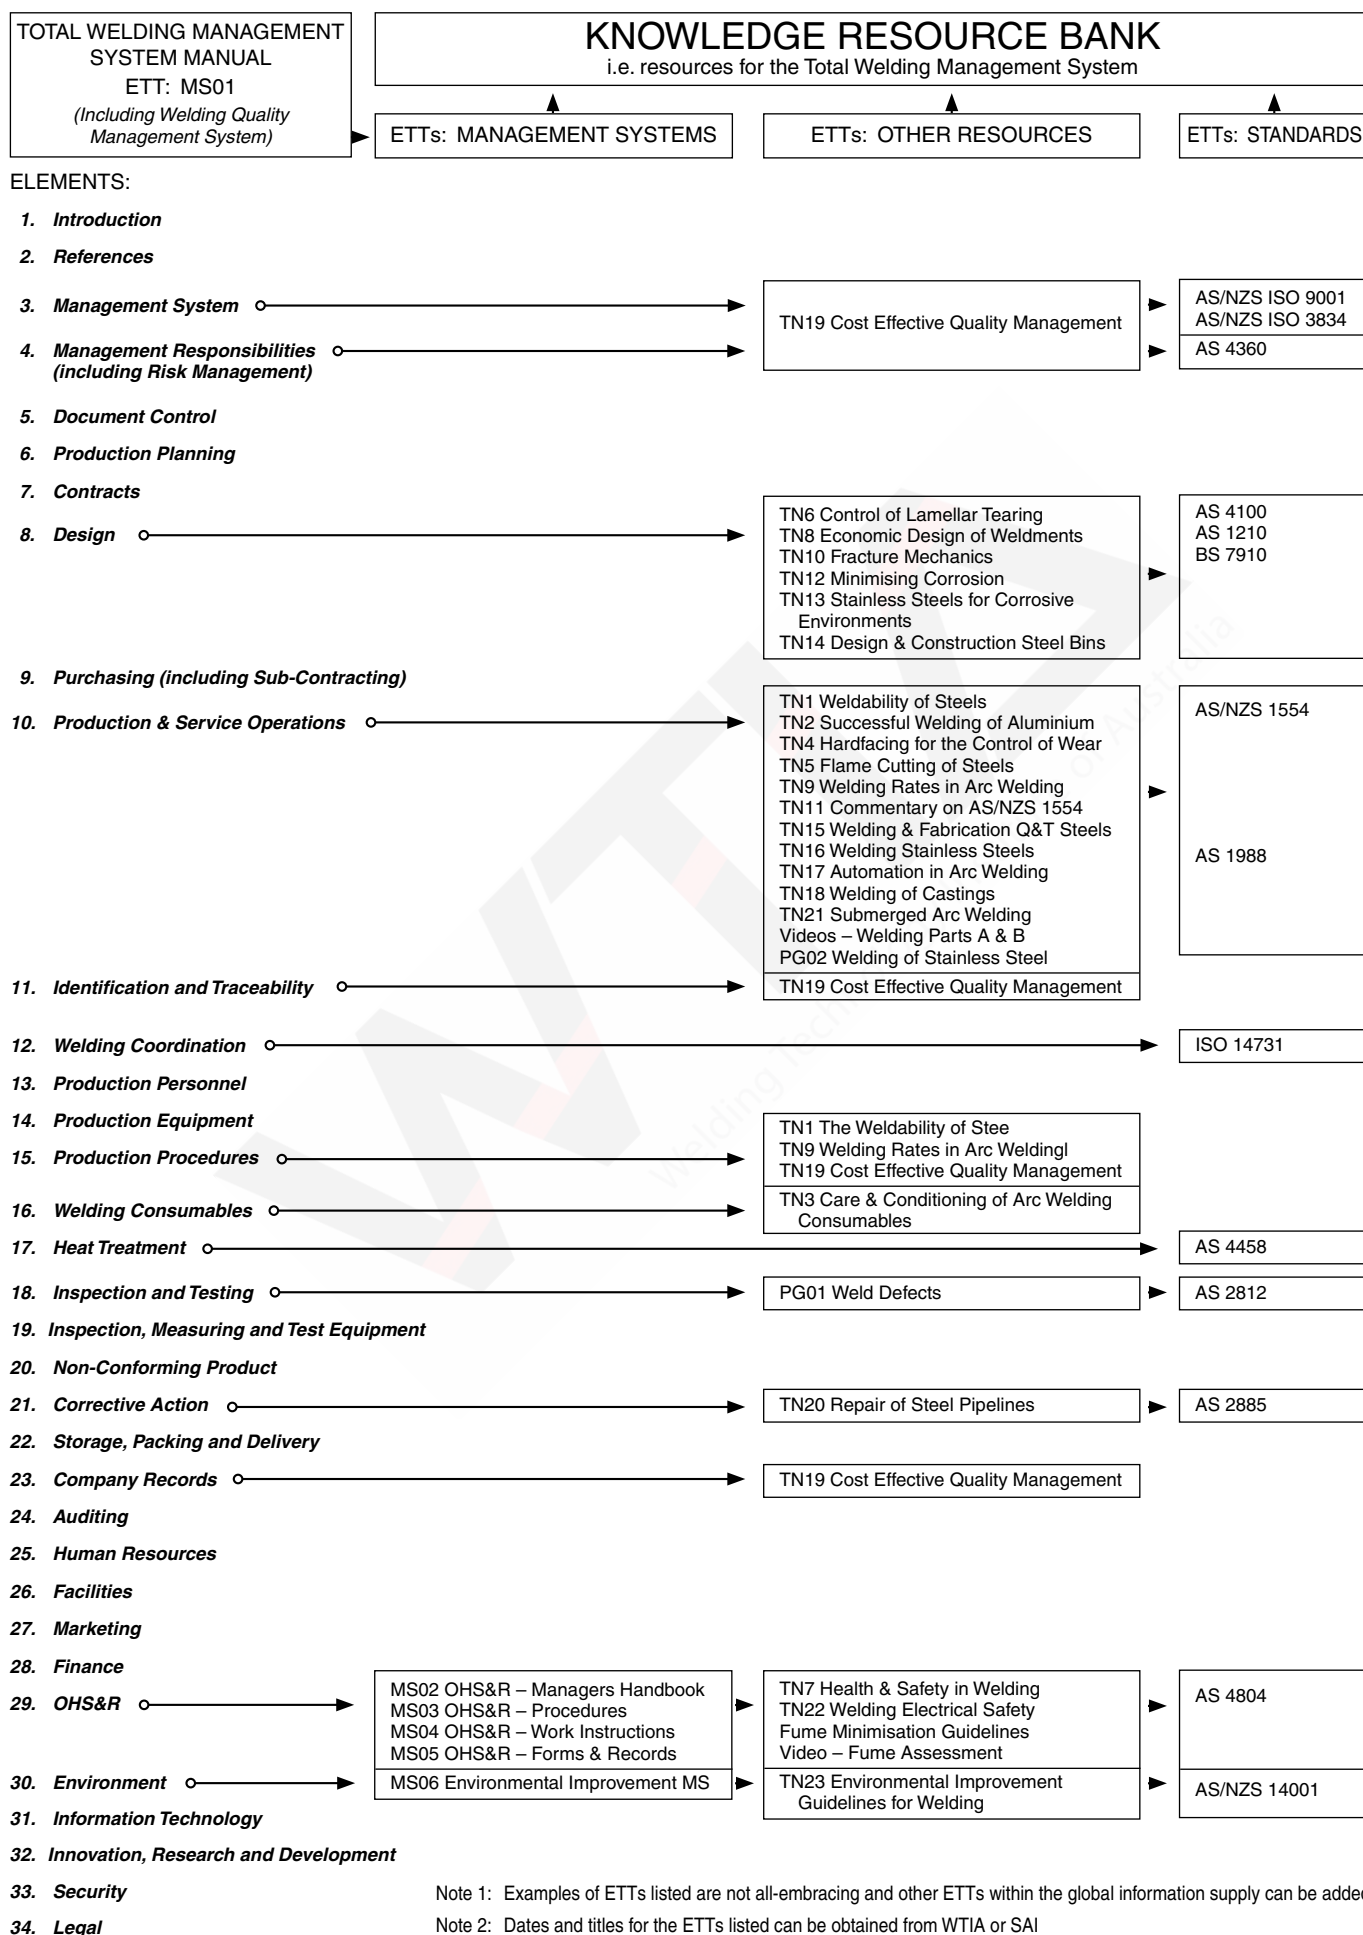 TOTAL WELDING MANAGEMENT
SYSTEM MANUAL
ETT: MS01
(Including Welding Quality
Management System)
KNOWLEDGE RESOURCE BANK
i.e. resources for the Total Welding Management System
ETTs: MANAGEMENT SYSTEMS
ETTs: OTHER RESOURCES
ETTs: STANDARDS
ELEMENTS:
1. Introduction
2. References
3. Management System
TN19 Cost Effective Quality Management
AS/NZS ISO 9001
AS/NZS ISO 3834
4. Management Responsibilities
(including Risk Management)
AS 4360
5. Document Control
6. Production Planning
7. Contracts
8. Design
TN6 Control of Lamellar Tearing
TN8 Economic Design of Weldments
TN10 Fracture Mechanics
TN12 Minimising Corrosion
TN13 Stainless Steels for Corrosive
Environments
TN14 Design & Construction Steel Bins
AS 4100
AS 1210
BS 7910
9. Purchasing (including Sub-Contracting)
10. Production & Service Operations
TN1 Weldability of Steels
TN2 Successful Welding of Aluminium
TN4 Hardfacing for the Control of Wear
TN5 Flame Cutting of Steels
TN9 Welding Rates in Arc Welding
TN11 Commentary on AS/NZS 1554
TN15 Welding & Fabrication Q&T Steels
TN16 Welding Stainless Steels
TN17 Automation in Arc Welding
TN18 Welding of Castings
TN21 Submerged Arc Welding
Videos – Welding Parts A & B
PG02 Welding of Stainless Steel
AS/NZS 1554
AS 1988
11. Identification and Traceability
TN19 Cost Effective Quality Management
12. Welding Coordination
ISO 14731
13. Production Personnel
14. Production Equipment
15. Production Procedures
TN1 The Weldability of Stee
TN9 Welding Rates in Arc Weldingl
TN19 Cost Effective Quality Management
16. Welding Consumables
TN3 Care & Conditioning of Arc Welding
Consumables
17. Heat Treatment
AS 4458
18. Inspection and Testing
PG01 Weld Defects
AS 2812
19. Inspection, Measuring and Test Equipment
20. Non-Conforming Product
21. Corrective Action
TN20 Repair of Steel Pipelines
AS 2885
22. Storage, Packing and Delivery
23. Company Records
TN19 Cost Effective Quality Management
24. Auditing
25. Human Resources
26. Facilities
27. Marketing
28. Finance
29. OHS&R
MS02 OHS&R – Managers Handbook
MS03 OHS&R – Procedures
MS04 OHS&R – Work Instructions
MS05 OHS&R – Forms & Records
TN7 Health & Safety in Welding
TN22 Welding Electrical Safety
Fume Minimisation Guidelines
Video – Fume Assessment
AS 4804
30. Environment
MS06 Environmental Improvement MS
TN23 Environmental Improvement
Guidelines for Welding
AS/NZS 14001
31. Information Technology
32. Innovation, Research and Development
33. Security
34. Legal
Note 1: Examples of ETTs listed are not all-embracing and other ETTs within the global information supply can be added
Note 2: Dates and titles for the ETTs listed can be obtained from WTIA or SAI
WTIA